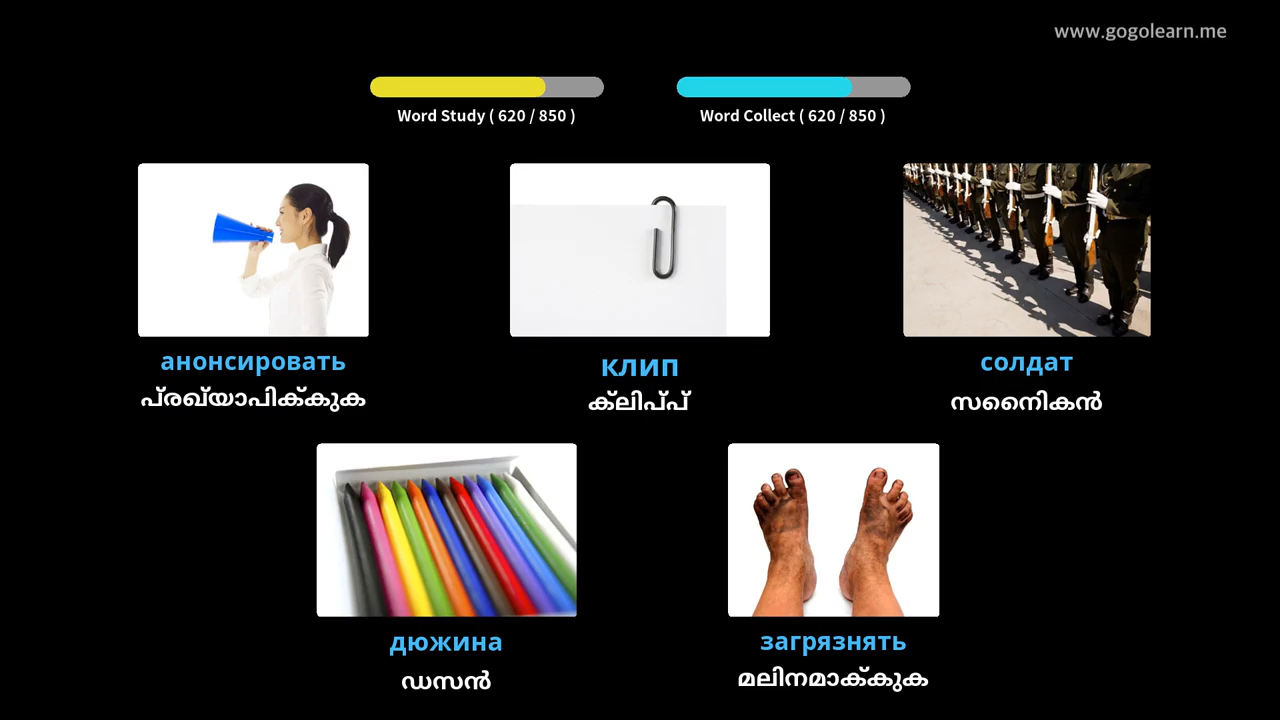 www.gogolearn.me
Word Study ( 620 / 850 )
Word Collect ( 620 / 850 )
анонсировать
പ്രഖ്യാപിക്കുക
клип
ക്ലിപ്പ്
солдат
സൈനികൻ
дюжина
ഡസൻ
загрязнять
മലിനമാക്കുക